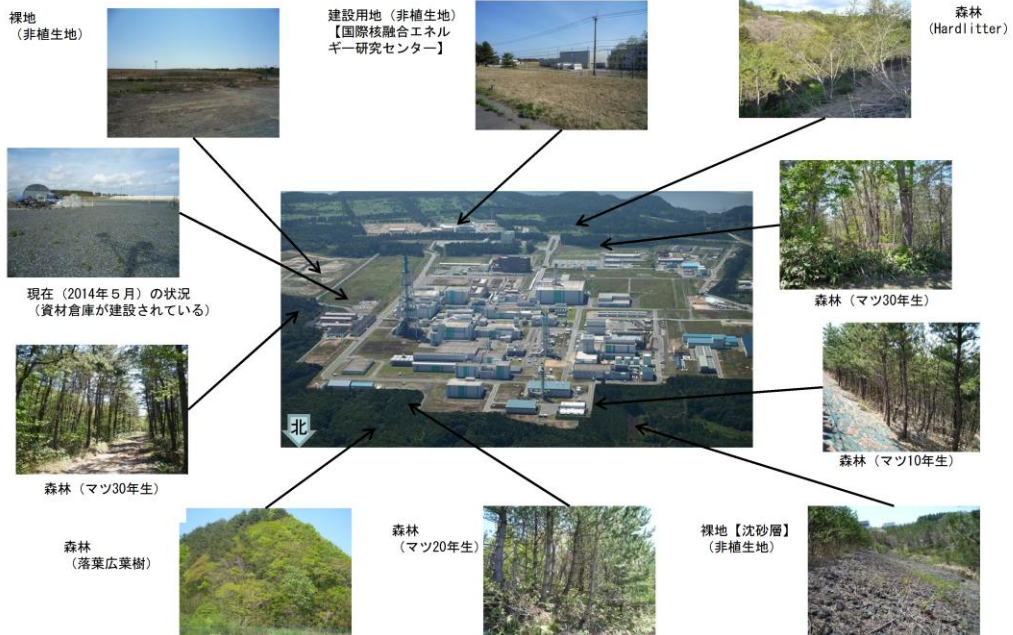 裸地
(非植生地)
建設用地(非植生地)
【国際核融合エネル
ギー研究センター】
森林
(Hardlitter)
現在(2014年5月)の状況
(資材倉庫が建設されている)
森林(マツ30年生)
森林(マツ30年生)
森林(マツ10年生)
北
森林
(落葉広葉樹)
森林
(マツ20年生)
裸地【沈砂層】
(非植生地)